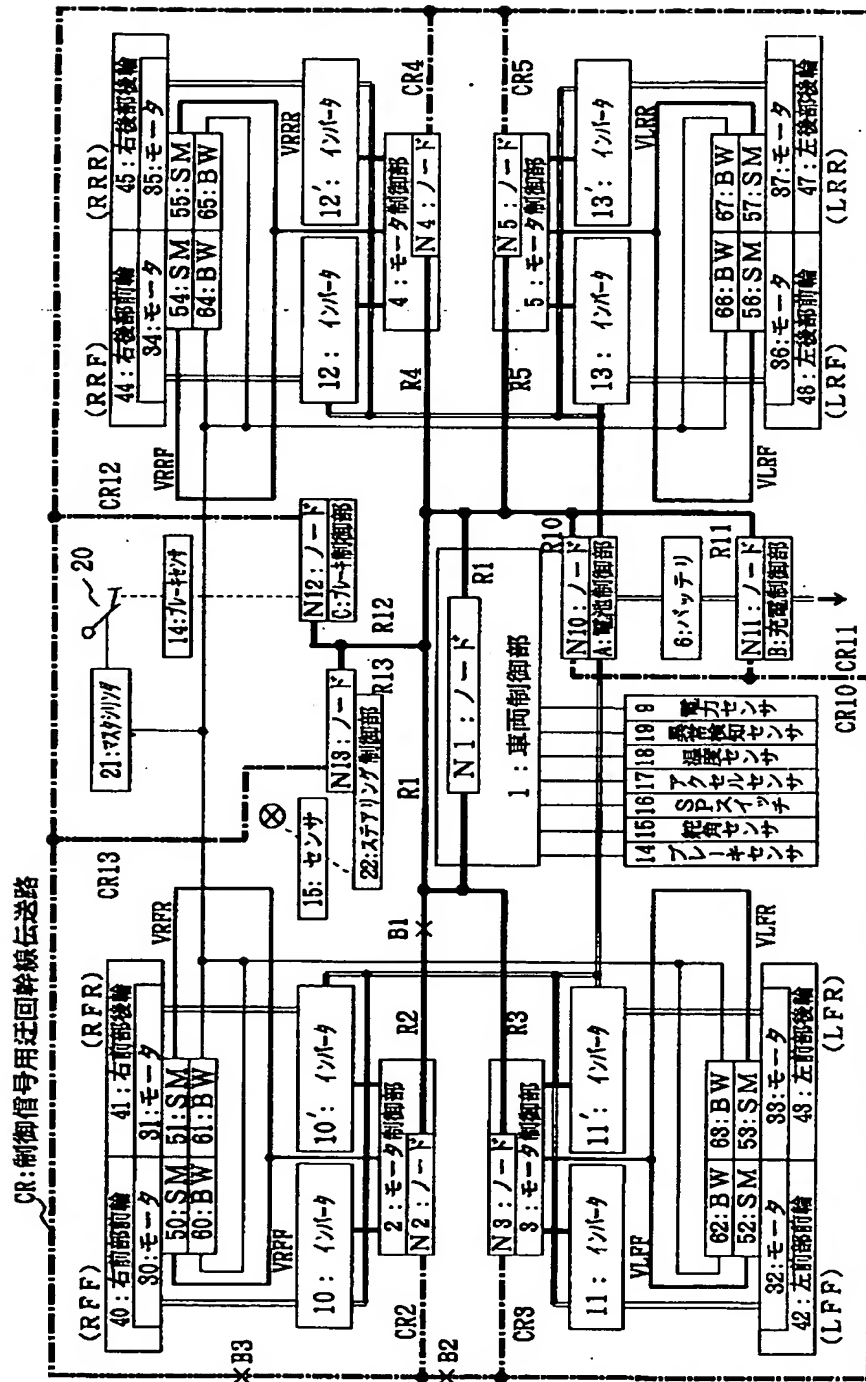 CR:制御信号用迂回幹線伝送路
(RFF)
40:右前部前輪
30:モータ
50:SM
60:BW
(RFR)
41:右前部後輪
31:モータ
51:SM
61:BW
VRFF
VRFR
CR13
21:マスタシリンダ
20
14:ブレーキセンサ
CR12
(RRF)
44:右後部前輪
34:モータ
54:SM
64:BW
(RRR)
45:右後部後輪
35:モータ
55:SM
65:BW
VRRF
VRRR
B3
10:インバータ
10':インバータ
15:センサ
N13:ノード
22:ステアリング制御部
R13
N12:ノード
C:ブレーキ制御部
R12
12:インバータ
12':インバータ
2:モータ制御部
N2:ノード
CR2
R2
B1
R1
R4
4:モータ制御部
N4:ノード
CR4
B2
CR3
N3:ノード
3:モータ制御部
R3
N1:ノード
R1
1:車両制御部
R5
N5:ノード
5:モータ制御部
CR5
11:インバータ
11':インバータ
R10
N10:ノード
A:電池制御部
13:インバータ
13':インバータ
6:バッテリ
R11
N11:ノード
B:充電制御部
CR10
CR11
14 ブレーキセンサ
15 舵角センサ
16 Spスイッチ
17 アクセルセンサ
18 温度センサ
19 異常検知センサ
9 電力センサ
VLFF
VLFR
62:BW
52:SM
32:モータ
42:左前部前輪
(LFF)
63:BW
53:SM
33:モータ
43:左前部後輪
(LFR)
VLRF
VLRR
66:BW
56:SM
36:モータ
46:左後部前輪
(LRF)
67:BW
57:SM
37:モータ
47:左後部後輪
(LRR)